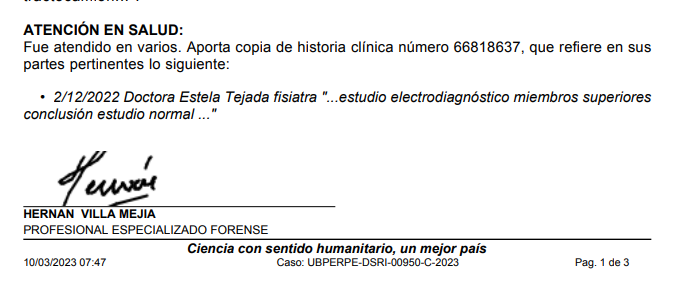 ATENCIÓN EN SALUD:
Fue atendido en varios. Aporta copia de historia clínica número 66818637, que refiere en sus
partes pertinentes lo siguiente:
• 2/12/2022 Doctora Estela Tejada fisiatra "...estudio electrodiagnóstico miembros superiores
conclusión estudio normal ..."
Hernán
HERNAN VILLA MEJIA
PROFESIONAL ESPECIALIZADO FORENSE
Ciencia con sentido humanitario, un mejor país
10/03/2023 07:47 Caso: UBPERPE-DSRI-00950-C-2023 Pag. 1 de 3